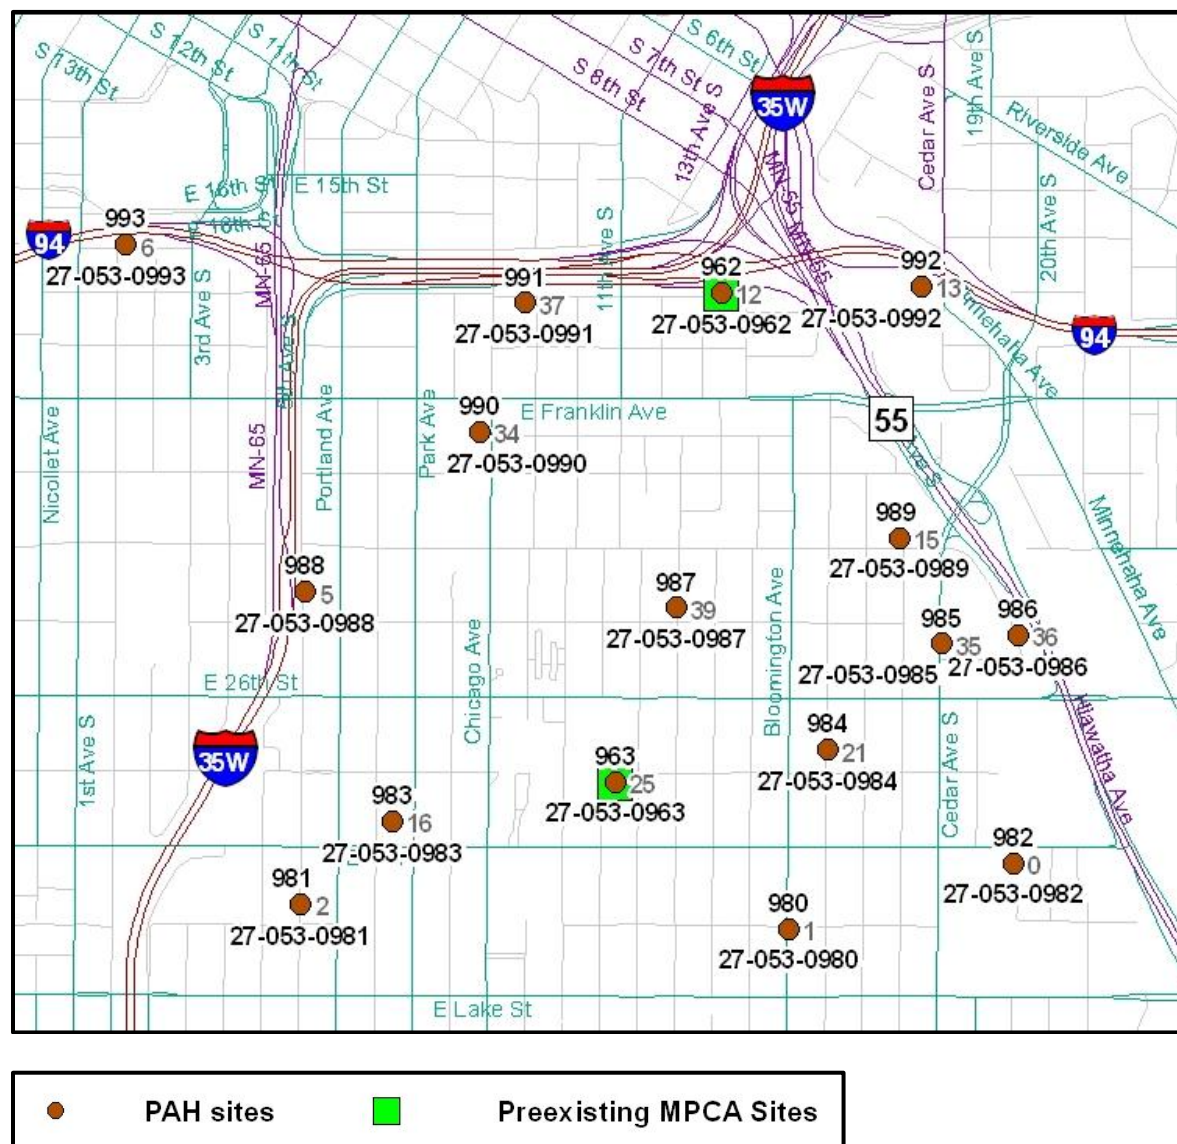 S 13th St
S 12th St
S 11th St
S 8th St
S 7th St
S 6th St
13th Ave S
35W
Cedar Ave S
19th Ave S
Riverside Ave
E 16th St
E 15th St
E 18th St
MN-65
MN-55
MN-55
11th Ave S
20th Ave S
94
993
6
27-053-0993
3rd Ave S
5th Ave S
991
37
27-053-0991
962
12
27-053-0962
992
13
27-053-0992
94
Minnehaha Ave
Nicollet Ave
MN-65
Portland Ave
Park Ave
990
34
27-053-0990
E Franklin Ave
55
Ave S
Minnehaha Ave
989
15
27-053-0989
988
5
27-053-0988
987
39
27-053-0987
985
35
27-053-0985
986
36
27-053-0986
Bloomington Ave
Chicago Ave
E 26th St
1st Ave S
35W
984
21
27-053-0984
963
25
27-053-0963
Cedar Ave S
Hiawatha Ave
983
16
27-053-0983
982
0
27-053-0982
981
2
27-053-0981
980
1
27-053-0980
E Lake St
PAH sites
Preexisting MPCA Sites